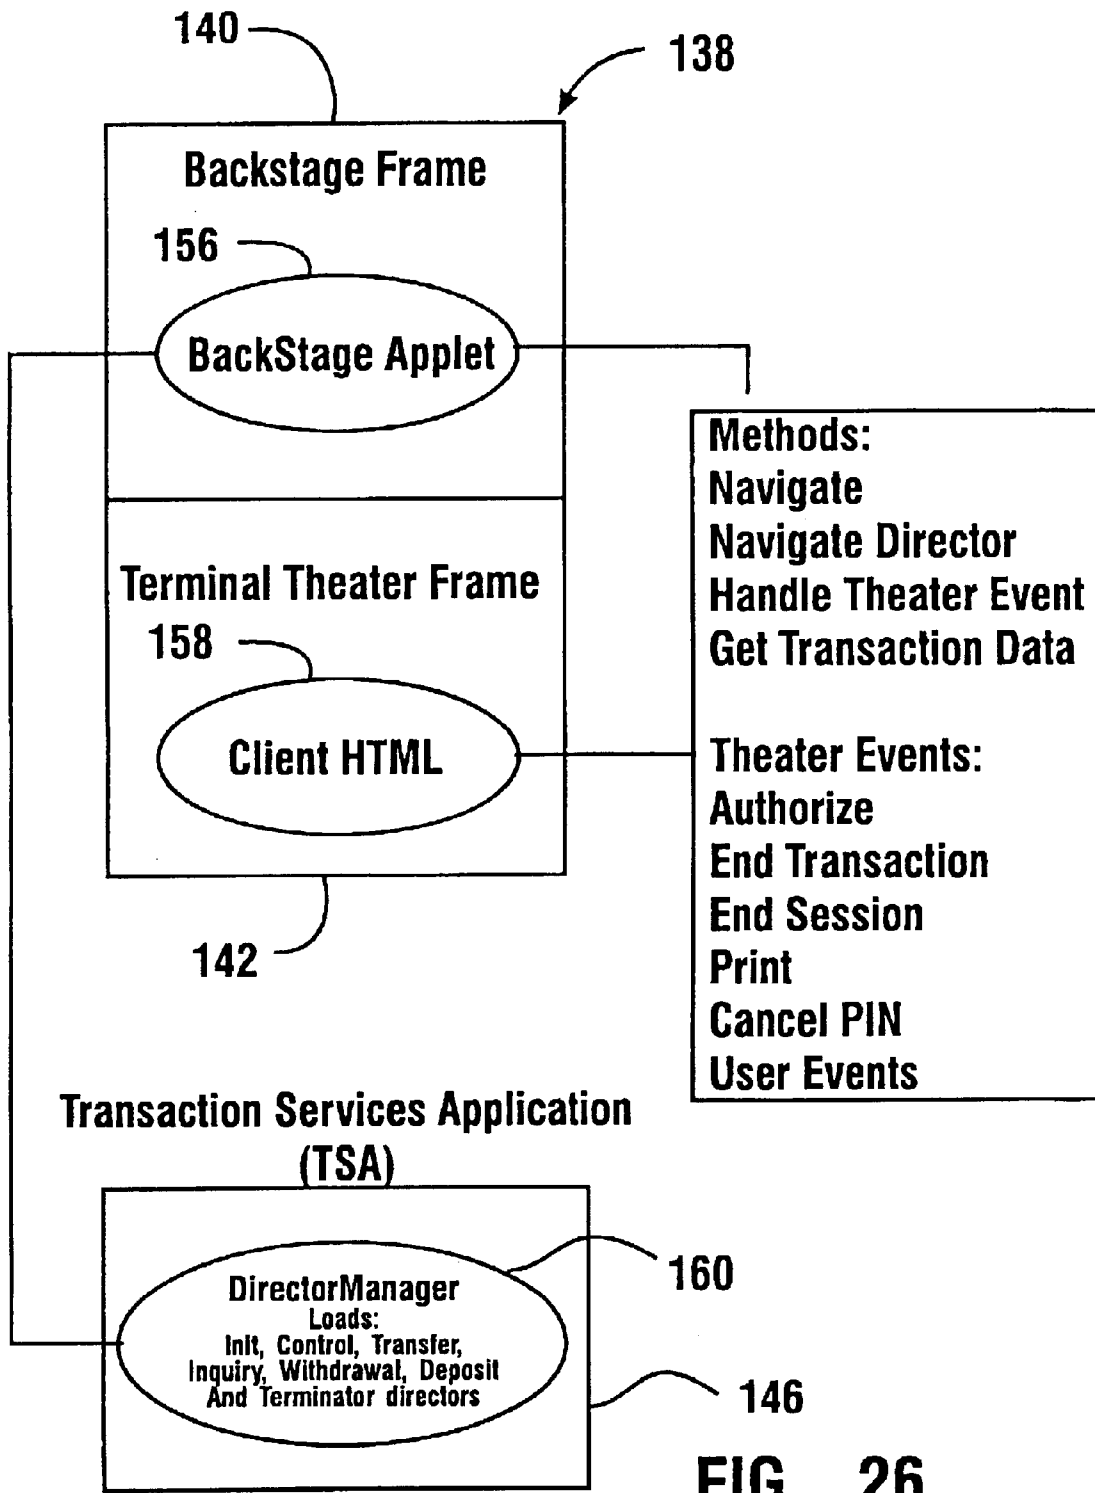 140
138
Backstage Frame
156
BackStage Applet
Methods:
Navigate
Navigate Director
Handle Theater Event
Get Transaction Data
Theater Events:
Authorize
End Transaction
End Session
Print
Cancel PIN
User Events
Terminal Theater Frame
158
Client HTML
142
Transaction Services Application
(TSA)
DirectorManager
Loads:
Init, Control, Transfer,
Inquiry, Withdrawal, Deposit
And Terminator directors
160
146
FIG. 26